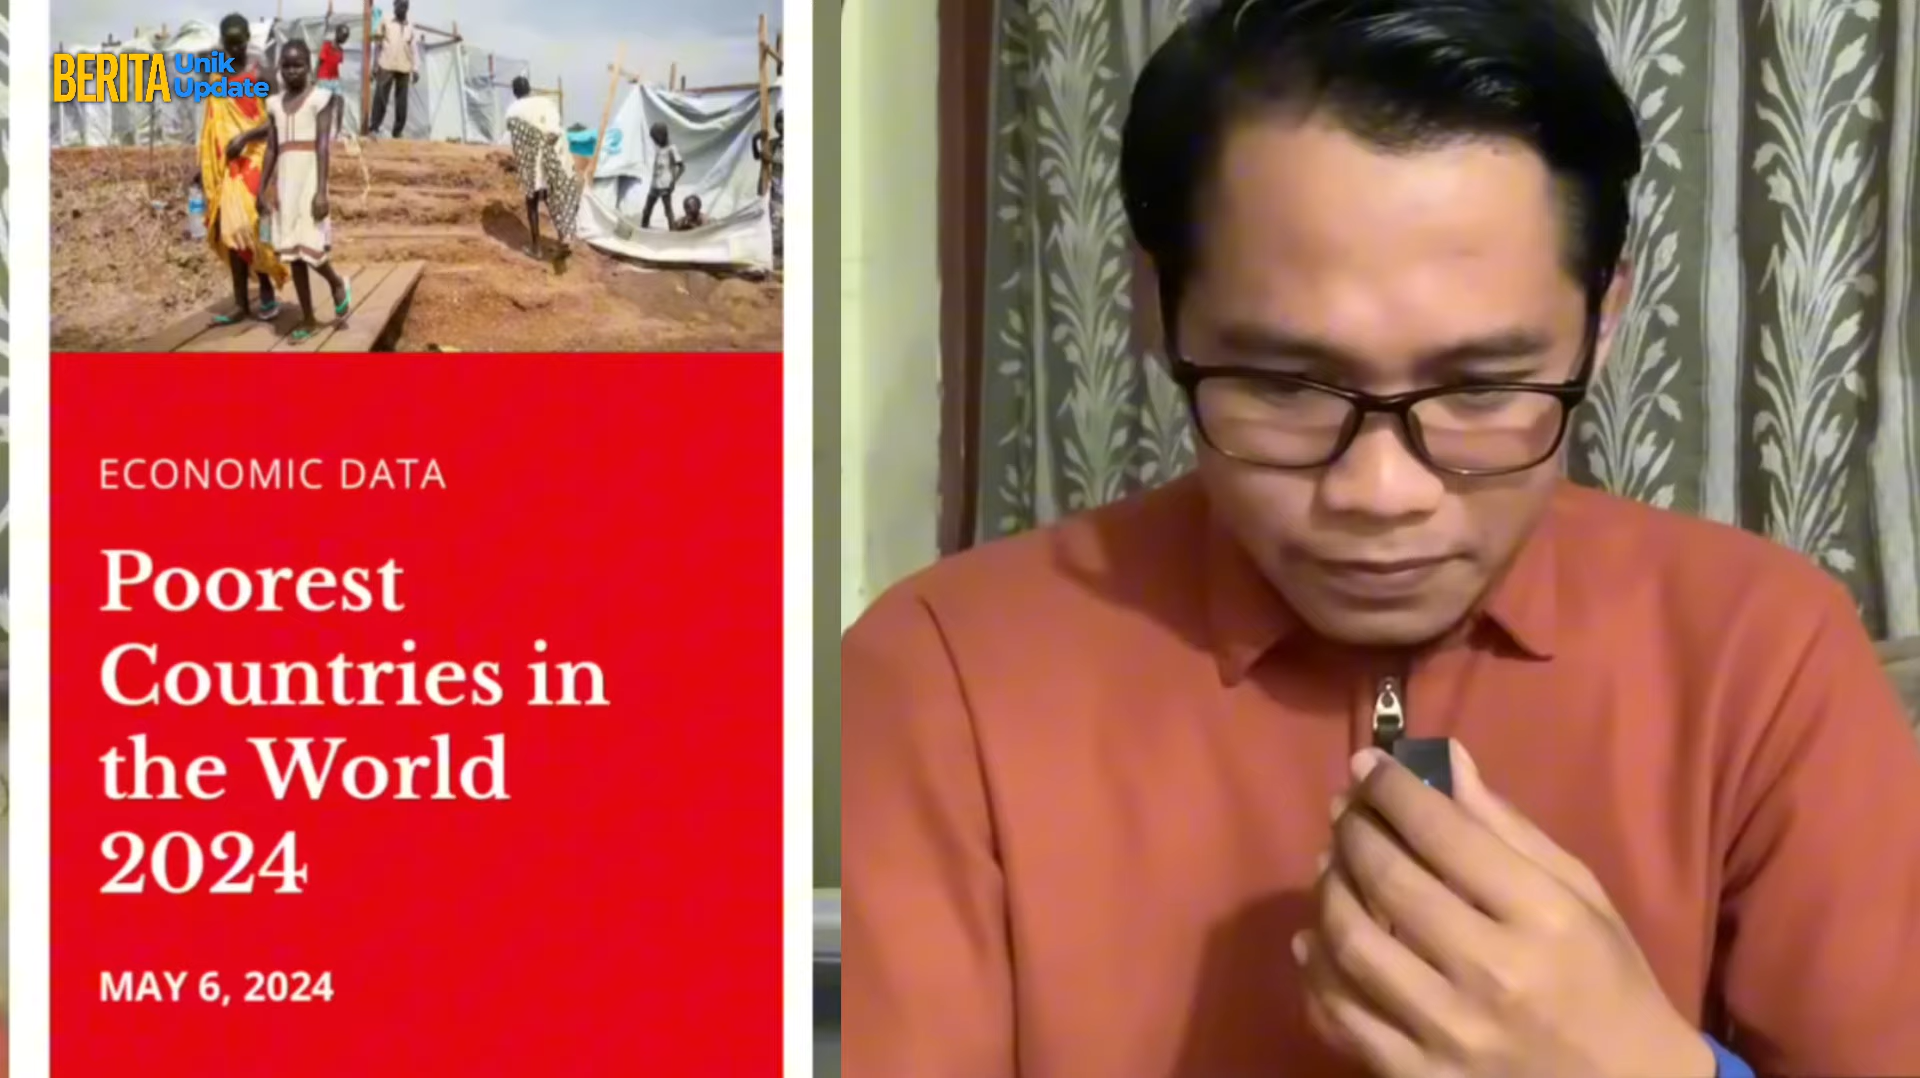 BERITA Unik
Update
ECONOMIC DATA
Poorest
Countries in
the World
2024
MAY 6, 2024